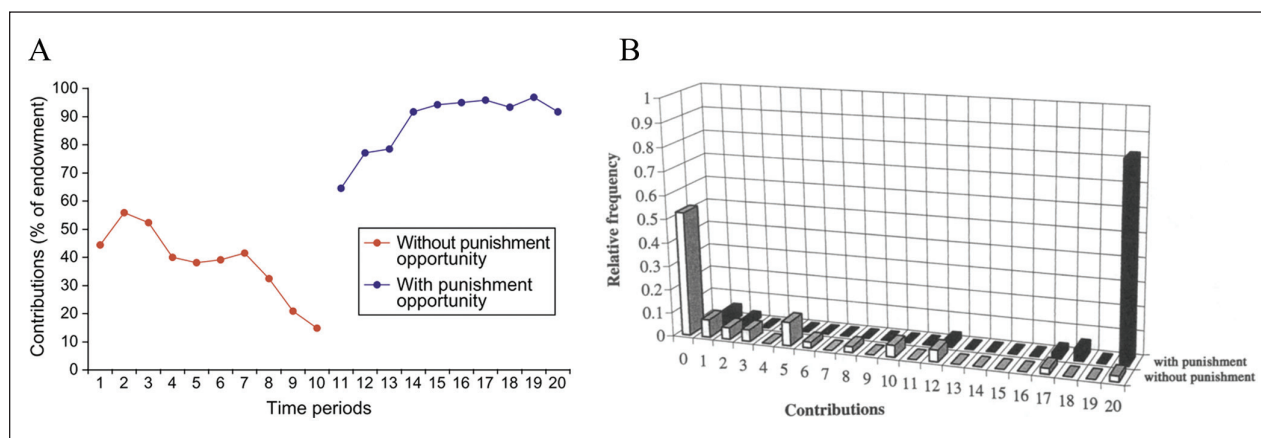 A
Contributions (% of endowment)
100
90
80
70
60
50
40
30
20
10
0
1 2 3 4 5 6 7 8 9 10 11 12 13 14 15 16 17 18 19 20
Time periods
Without punishment
opportunity
With punishment
opportunity
B
Relative frequency
1
0.9
0.8
0.7
0.6
0.5
0.4
0.3
0.2
0.1
0
0 1 2 3 4 5 6 7 8 9 10 11 12 13 14 15 16 17 18 19 20
Contributions
with punishment
without punishment